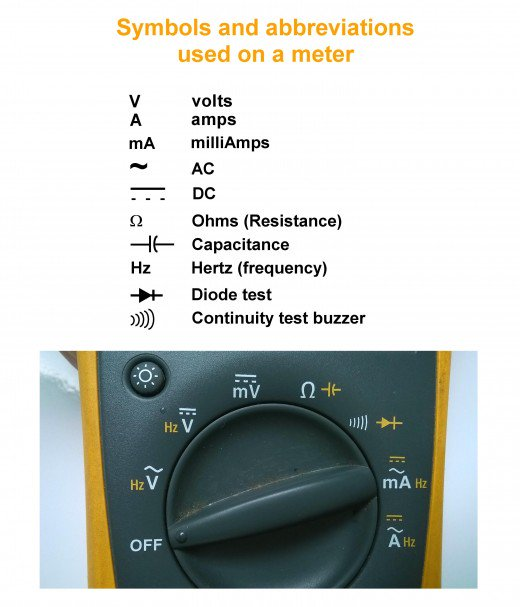 Symbols and abbreviations
used on a meter
V volts
A amps
mA milliAmps
~ AC
⎓ DC
Ω Ohms (Resistance)
Capacitance
Hz Hertz (frequency)
Diode test
Continuity test buzzer
mV
Ω
Hz V
Hz V
mA Hz
OFF
A Hz